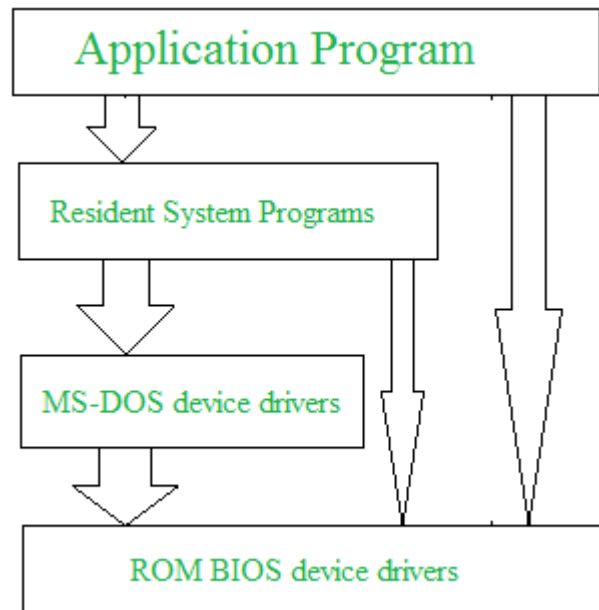 Application Program
Resident System Programs
MS-DOS device drivers
ROM BIOS device drivers